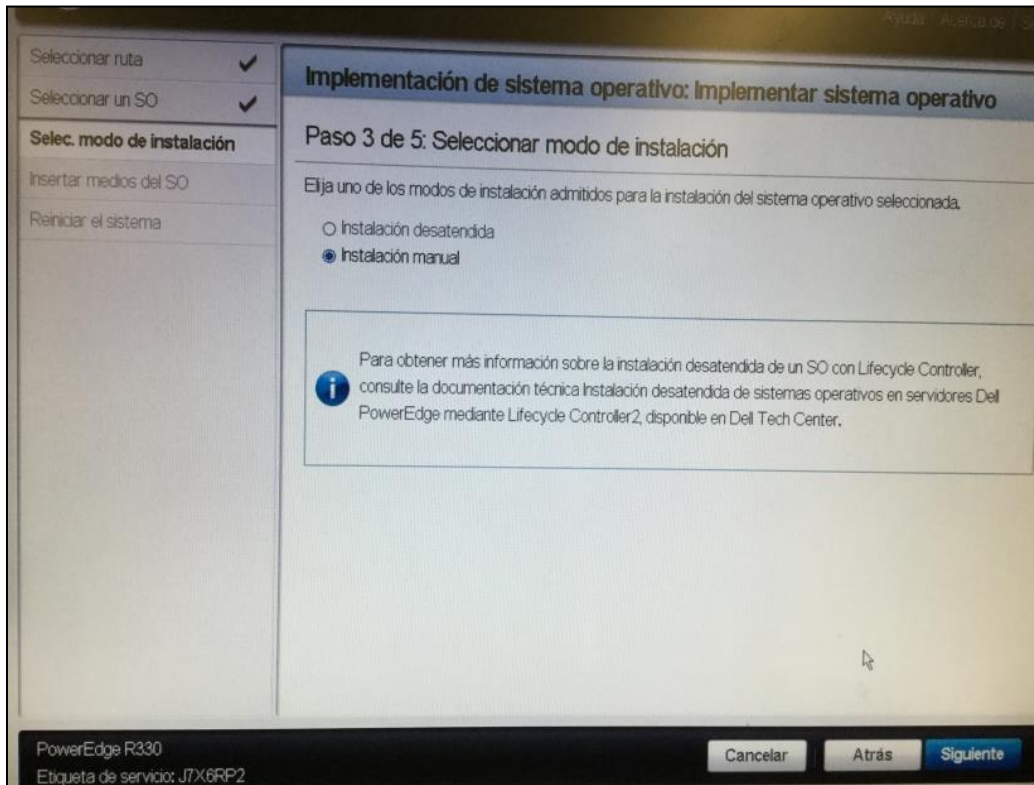 Ayuda | Acerca de |
Seleccionar ruta
Seleccionar un SO
Selec. modo de instalación
Insertar medios del SO
Reiniciar el sistema
Implementación de sistema operativo: Implementar sistema operativo
Paso 3 de 5: Seleccionar modo de instalación
Elija uno de los modos de instalación admitidos para la instalación del sistema operativo seleccionada.
Instalación desatendida
Instalación manual
Para obtener más información sobre la instalación desatendida de un SO con Lifecycle Controller,
consulte la documentación técnica Instalación desatendida de sistemas operativos en servidores Dell
PowerEdge mediante Lifecycle Controller2, disponible en Dell Tech Center.
PowerEdge R330
Etiqueta de servicio: J7X6RP2
Cancelar
Atrás
Siguiente